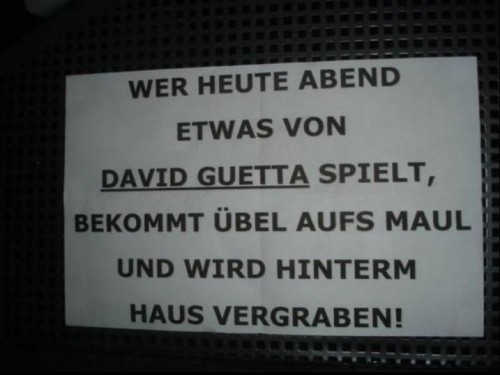 WER HEUTE ABEND
ETWAS VON
DAVID GUETTA SPIELT,
BEKOMMT ÜBEL AUFS MAUL
UND WIRD HINTERM
HAUS VERGRABEN!